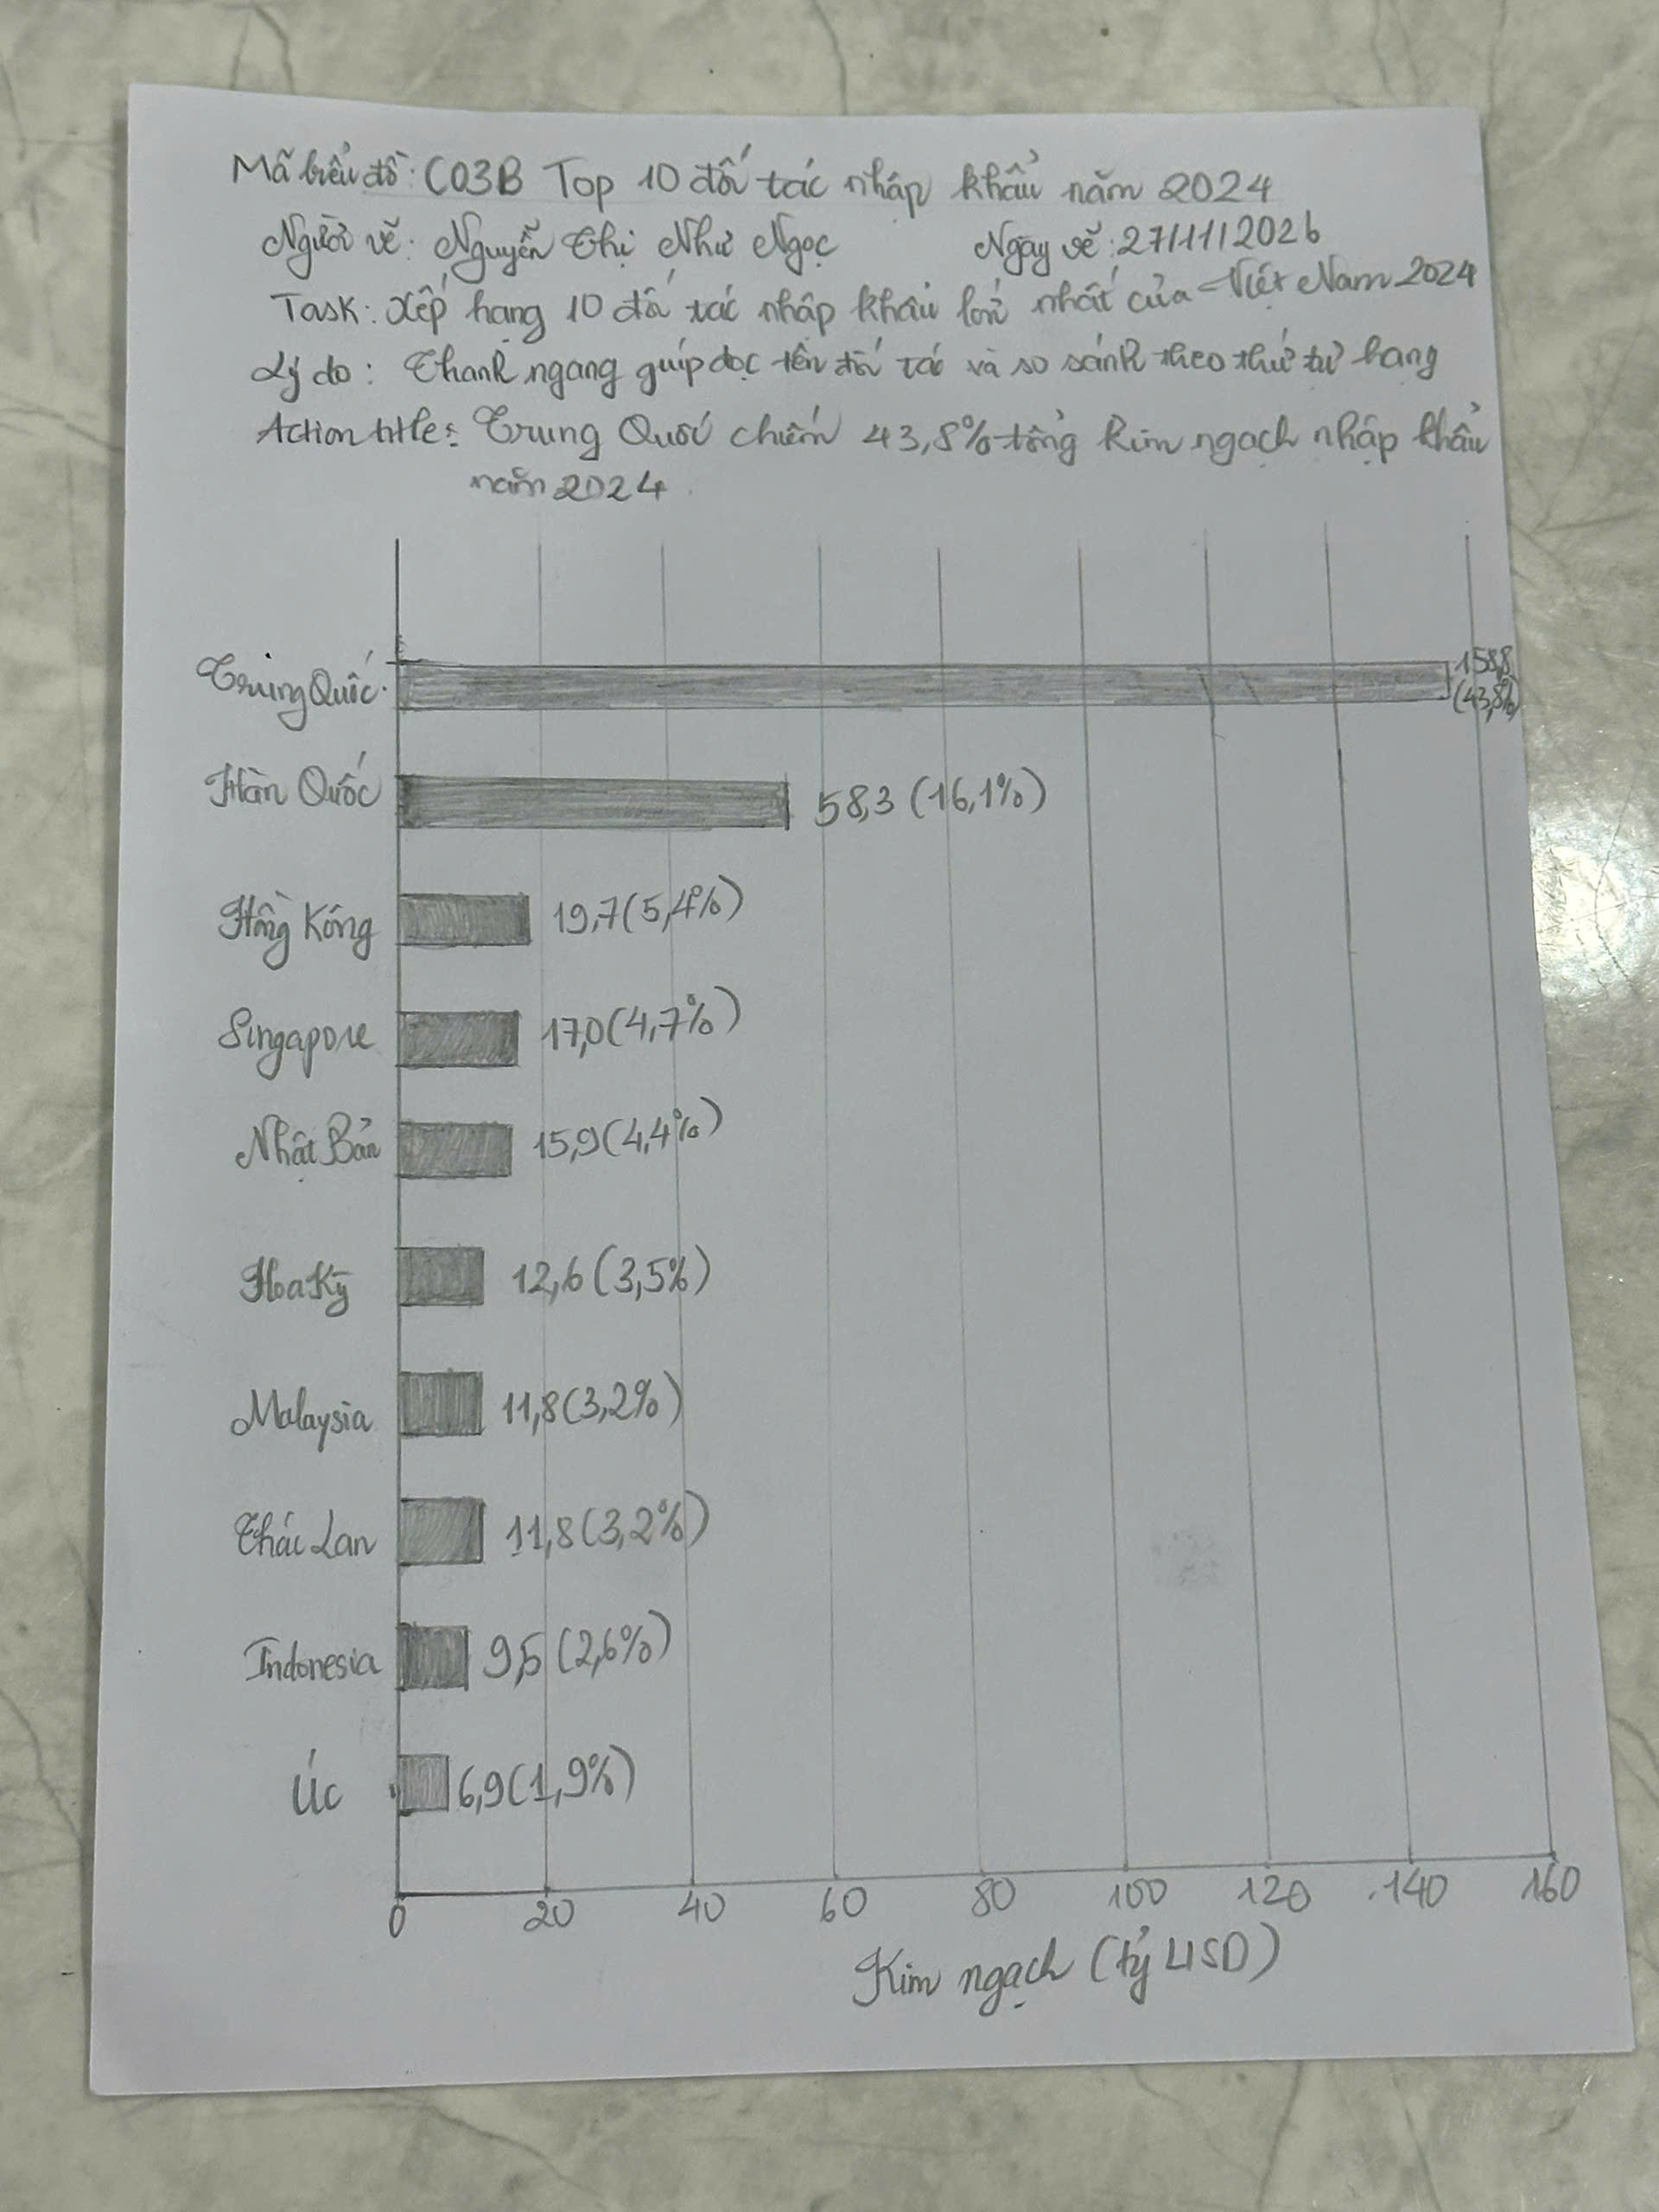 Mã biểu đồ: C03B Top 10 đối tác nhập khẩu năm 2024
Người vẽ: Nguyễn Thị Như Ngọc Ngày vẽ: 27/11/2026
Task: Xếp hạng 10 đối tác nhập khẩu lớn nhất của Việt Nam 2024
Lý do: Thanh ngang giúp đọc tên đối tác và so sánh theo thứ tự hạng
Action title: Trung Quốc chiếm 43,8% tổng kim ngạch nhập khẩu
năm 2024
Trung Quốc 158,8
(43,8%)
Hàn Quốc 58,3 (16,1%)
Hồng Kông 19,7 (5,4%)
Singapore 17,0 (4,7%)
Nhật Bản 15,9 (4,4%)
Hoa Kỳ 12,6 (3,5%)
Malaysia 11,8 (3,2%)
Thái Lan 11,8 (3,2%)
Indonesia 9,5 (2,6%)
Úc 6,9 (1,9%)
0 20 40 60 80 100 120 140 160
Kim ngạch (tỷ USD)